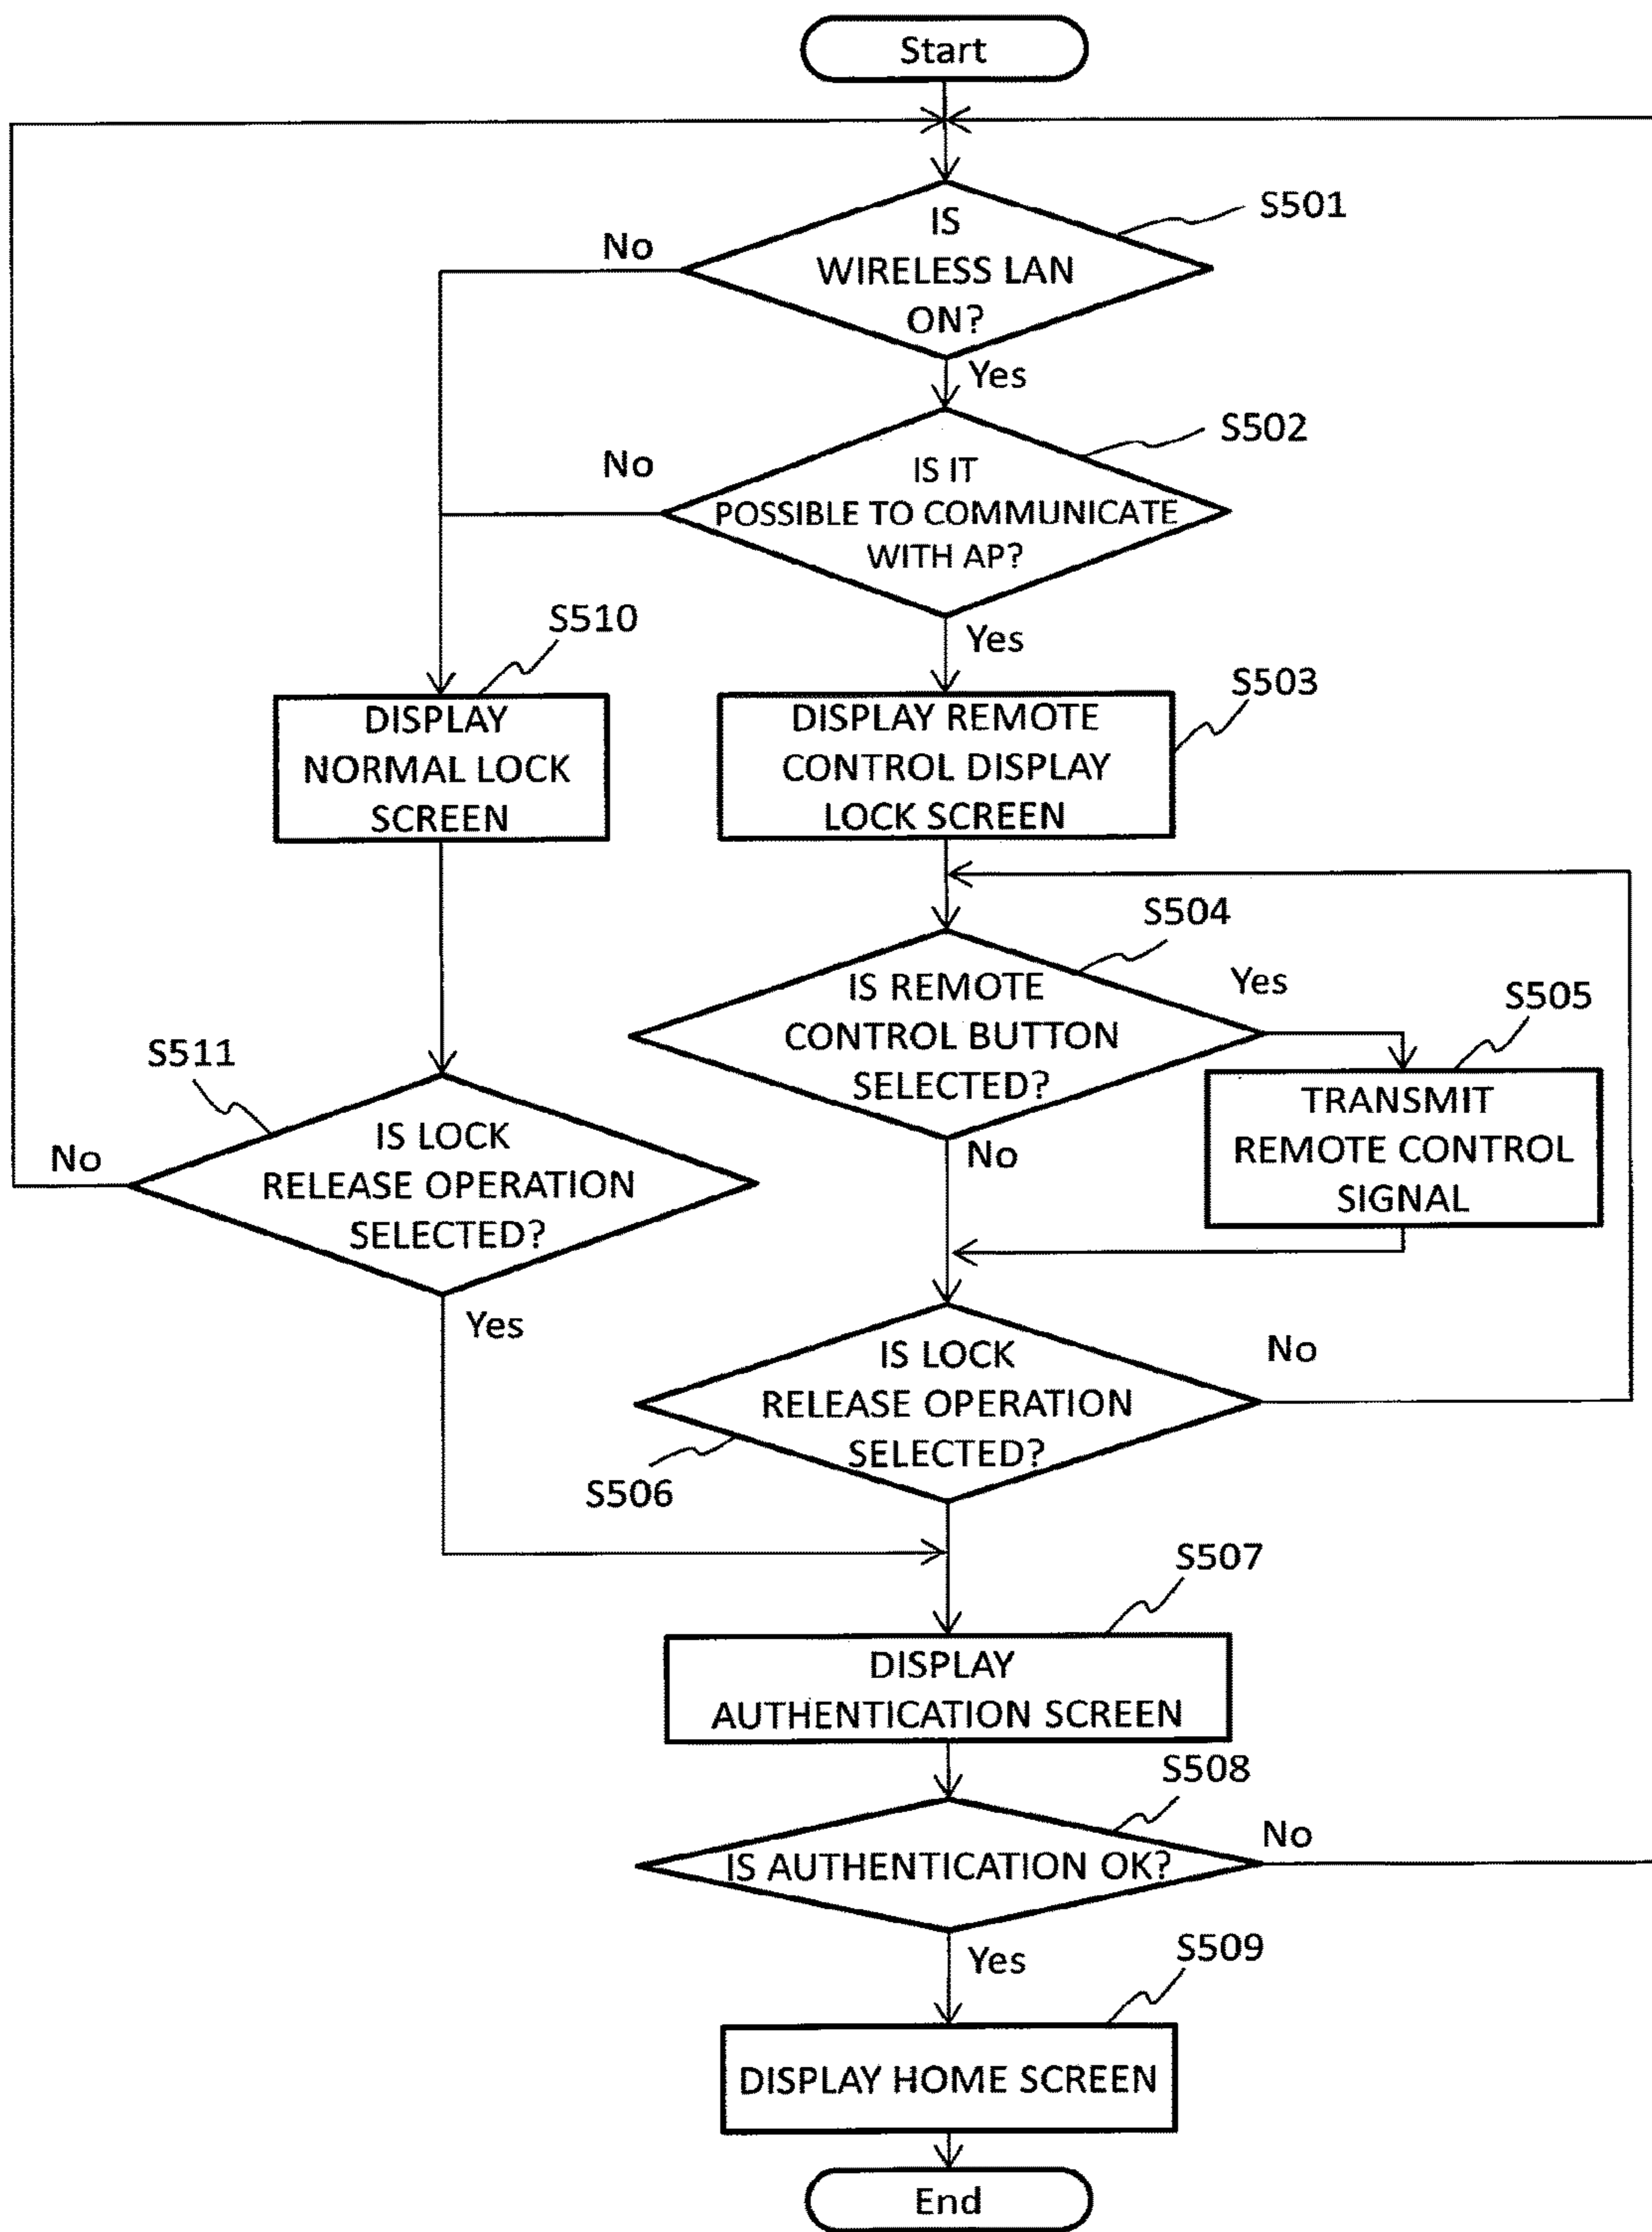 Start
S501
No
IS
WIRELESS LAN
ON?
Yes
S502
No
IS IT
POSSIBLE TO COMMUNICATE
WITH AP?
Yes
S510
DISPLAY
NORMAL LOCK
SCREEN
S503
DISPLAY REMOTE
CONTROL DISPLAY
LOCK SCREEN
S504
IS REMOTE
CONTROL BUTTON
SELECTED?
Yes
No
S505
TRANSMIT
REMOTE CONTROL
SIGNAL
S511
No
IS LOCK
RELEASE OPERATION
SELECTED?
Yes
IS LOCK
RELEASE OPERATION
SELECTED?
No
S506
S507
DISPLAY
AUTHENTICATION SCREEN
S508
No
IS AUTHENTICATION OK?
Yes
S509
DISPLAY HOME SCREEN
End